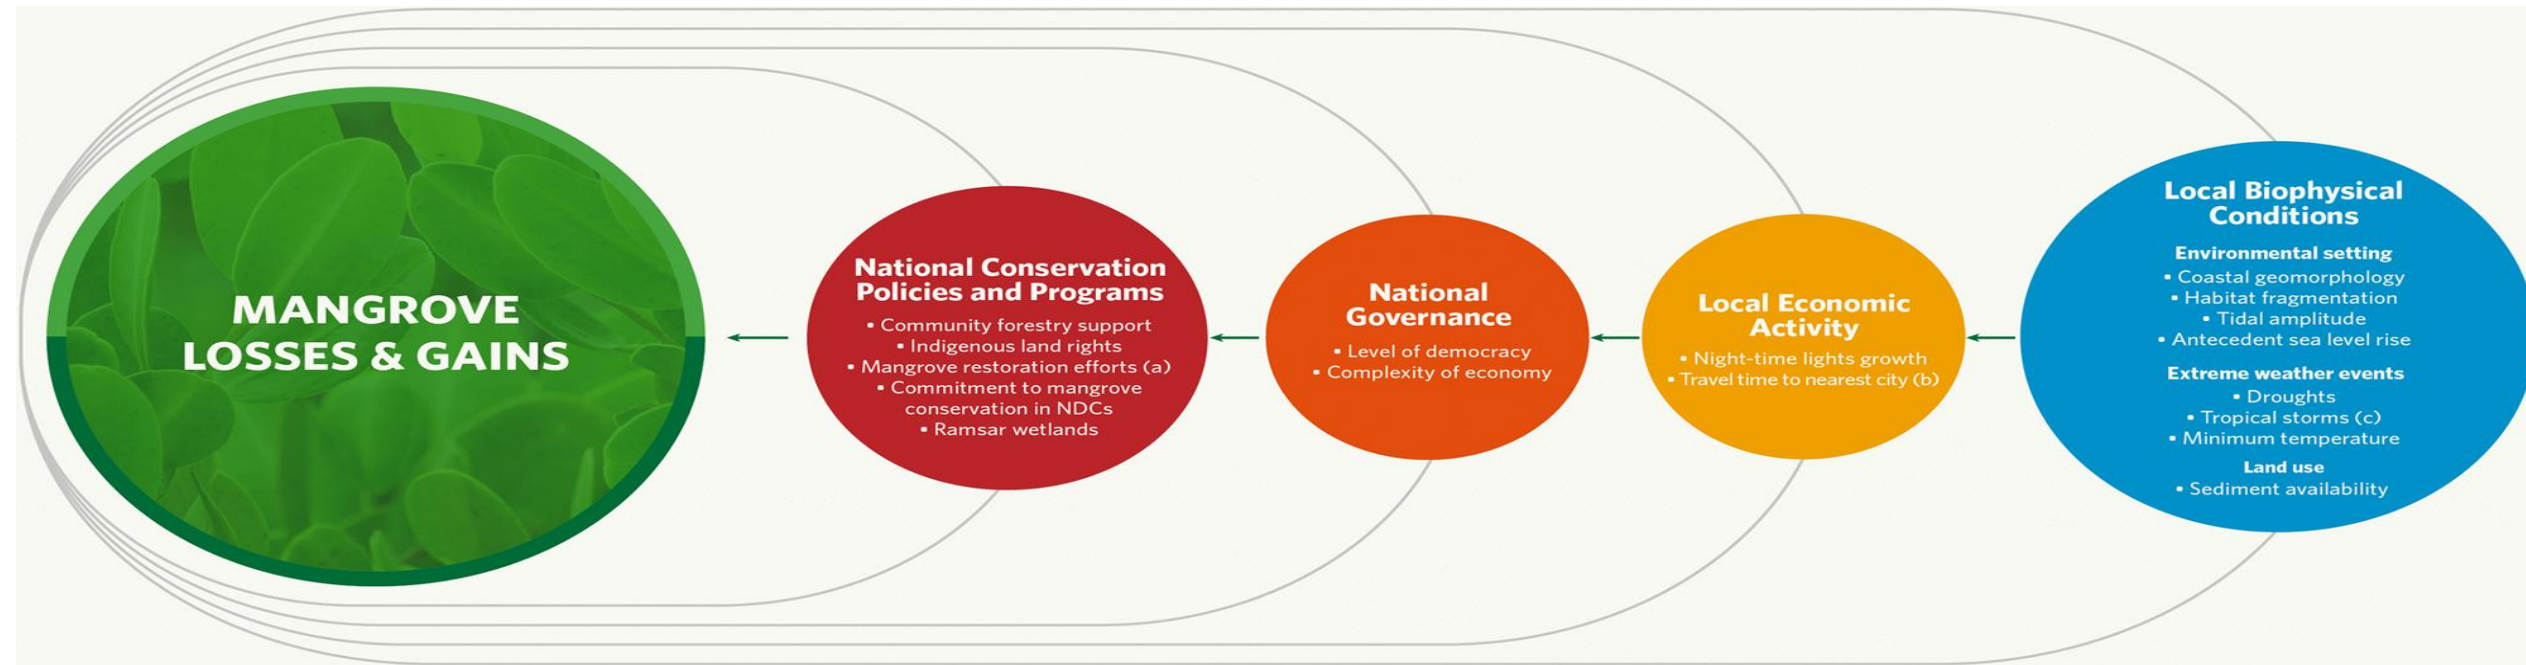 MANGROVE
LOSSES & GAINS
National Conservation
Policies and Programs
▪ Community forestry support
▪ Indigenous land rights
▪ Mangrove restoration efforts (a)
▪ Commitment to mangrove
conservation in NDCs
▪ Ramsar wetlands
National
Governance
▪ Level of democracy
▪ Complexity of economy
Local Economic
Activity
▪ Night-time lights growth
▪ Travel time to nearest city (b)
Local Biophysical
Conditions
Environmental setting
▪ Coastal geomorphology
▪ Habitat fragmentation
▪ Tidal amplitude
▪ Antecedent sea level rise
Extreme weather events
▪ Droughts
▪ Tropical storms (c)
▪ Minimum temperature
Land use
▪ Sediment availability